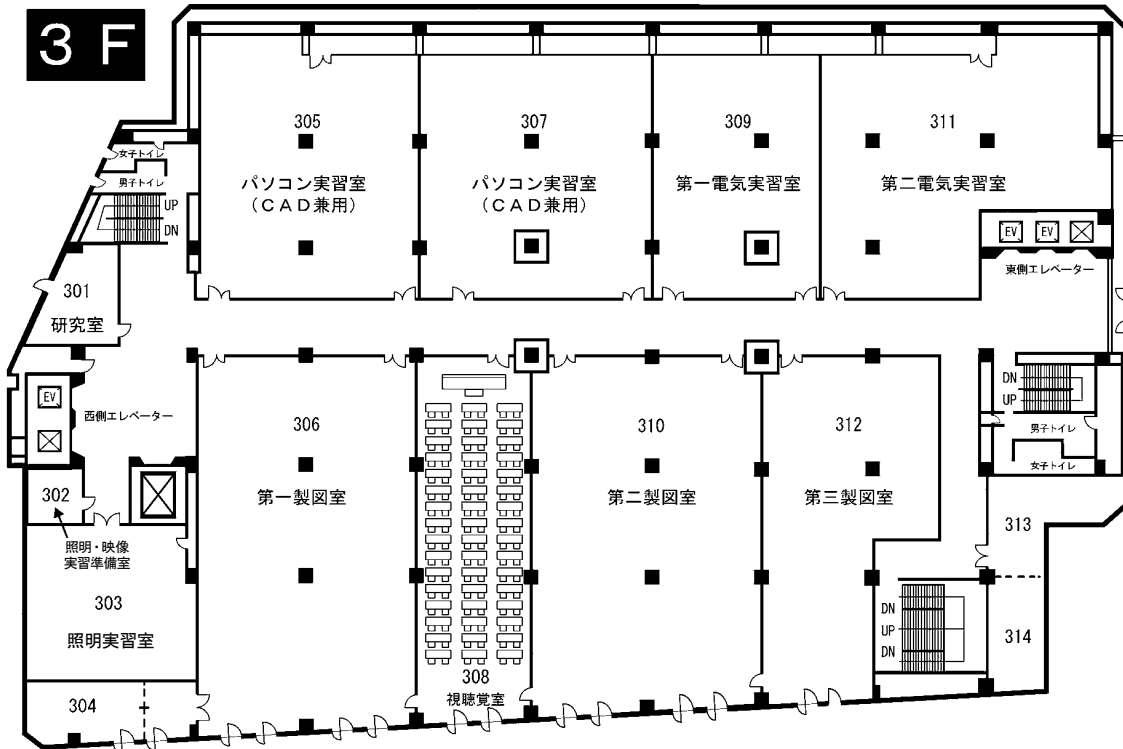 3 F
305
パソコン実習室
(CAD兼用)
307
パソコン実習室
(CAD兼用)
309
第一電気実習室
311
第二電気実習室
女子トイレ
男子トイレ
UP
DN
EV
EV
東側エレベーター
301
研究室
EV
西側エレベーター
302
照明・映像
実習準備室
303
照明実習室
304
306
第一製図室
308
視聴覚室
310
第二製図室
312
第三製図室
DN
UP
男子トイレ
女子トイレ
313
314
DN
UP
DN